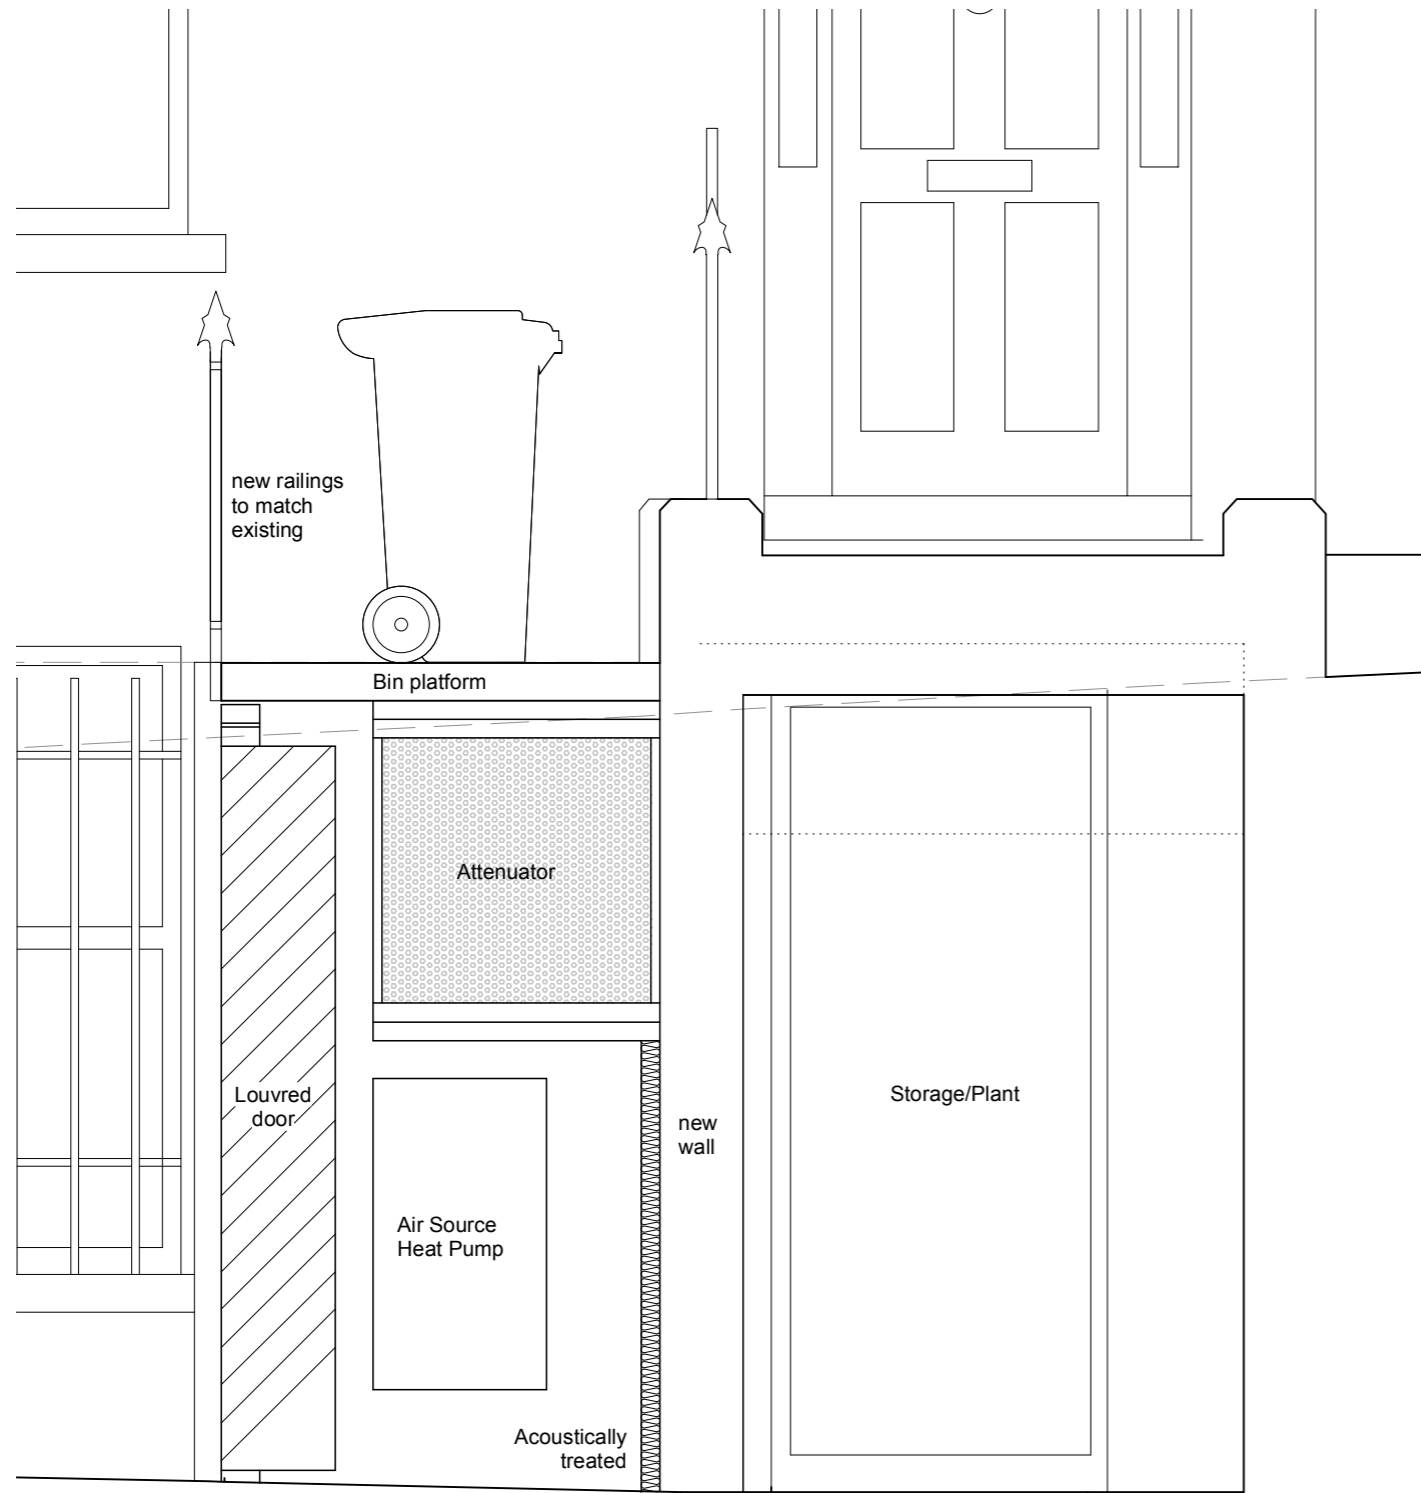 new railings
to match
existing
Bin platform
Attenuator
Louvred
door
Storage/Plant
new
wall
Air Source
Heat Pump
Acoustically
treated